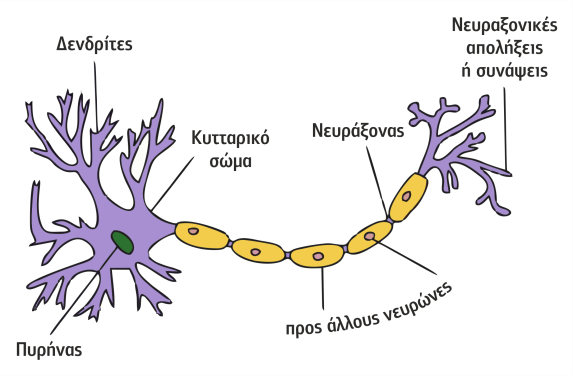 Νευραξονικές
απολήξεις
ή συνάψεις
Δενδρίτες
Κυτταρικό
σώμα
Νευράξονας
προς άλλους νευρώνες
Πυρήνας